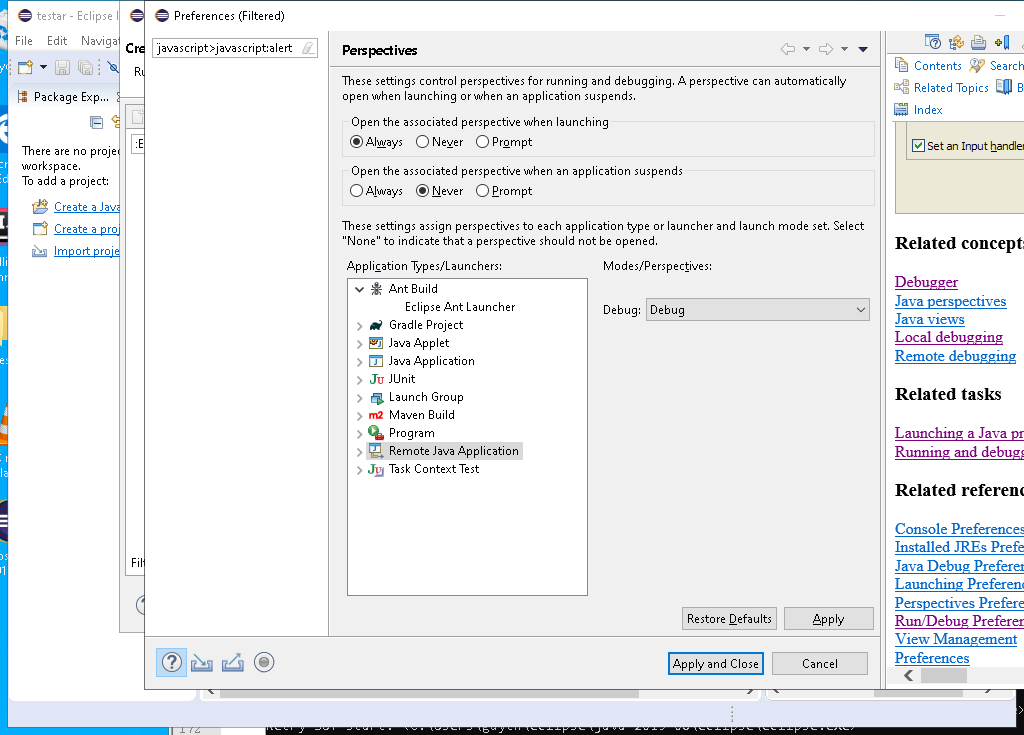 testar - Eclipse I
File Edit Navigat
Package Exp...
There are no projec
workspace.
To add a project:
Create a Java
Create a proj
Import proje
Cre
Ru
:E
Filt
Preferences (Filtered)
javascript>javascript:alert
Perspectives
These settings control perspectives for running and debugging. A perspective can automatically
open when launching or when an application suspends.
Open the associated perspective when launching
Always Never Prompt
Open the associated perspective when an application suspends
Always Never Prompt
These settings assign perspectives to each application type or launcher and launch mode set. Select
"None" to indicate that a perspective should not be opened.
Application Types/Launchers:
Modes/Perspectives:
Ant Build
Eclipse Ant Launcher
Gradle Project
Java Applet
Java Application
JUnit
Launch Group
Maven Build
Program
Remote Java Application
Task Context Test
Debug: Debug
Restore Defaults Apply
Apply and Close Cancel
Contents Search
Related Topics B
Index
Set an Input handler
Related concepts
Debugger
Java perspectives
Java views
Local debugging
Remote debugging
Related tasks
Launching a Java pr
Running and debugg
Related referenc
Console Preferences
Installed JREs Prefe
Java Debug Preferen
Launching Preferenc
Perspectives Prefere
Run/Debug Preferen
View Management
Preferences
172